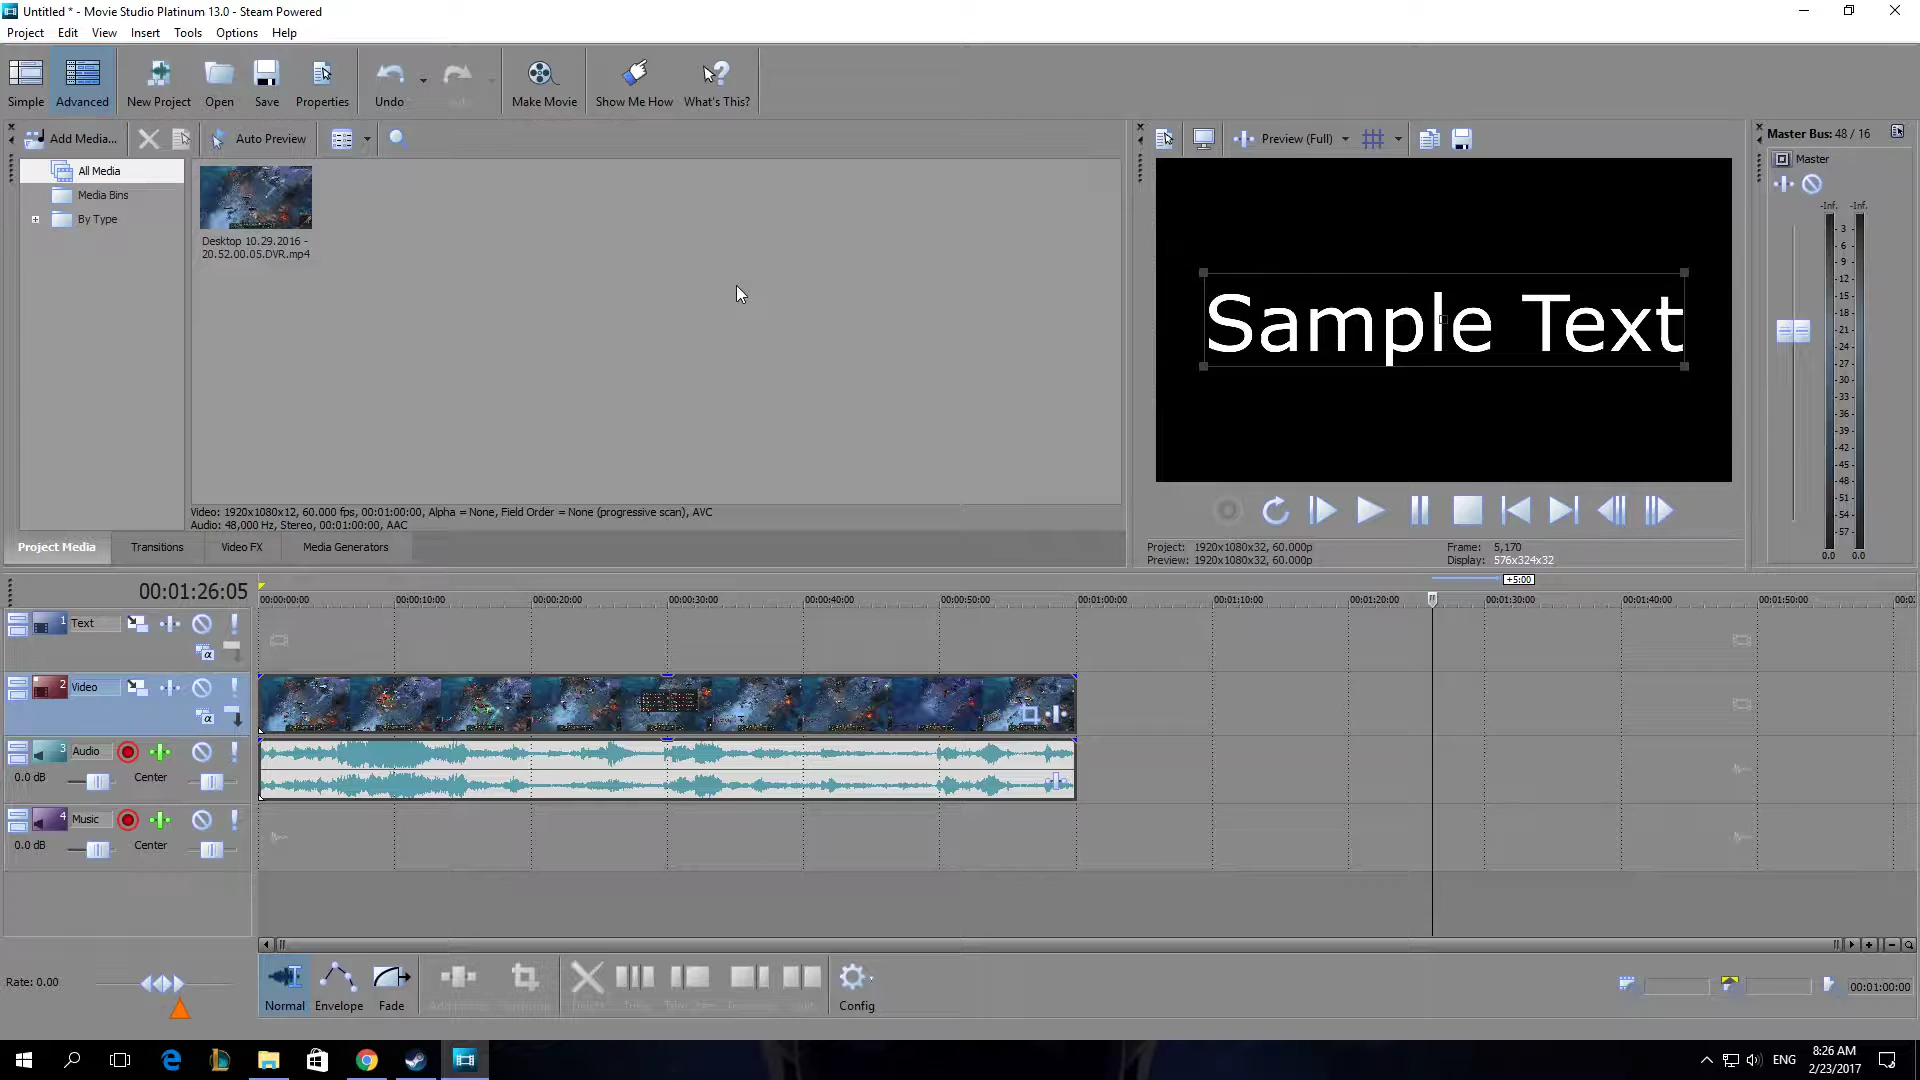 Untitled * - Movie Studio Platinum 13.0 - Steam Powered
Project Edit View Insert Tools Options Help
Simple Advanced New Project Open Save Properties Undo Make Movie Show Me How What's This?
Add Media... Auto Preview Preview (Full) Master Bus: 48 / 16
All Media
Media Bins
By Type
Desktop 10.29.2016 -
20.52.00.05.DVR.mp4
Sample Text
Master
-Inf. -Inf.
3
6
9
12
15
18
21
24
27
30
33
36
39
42
45
48
51
54
57
0.0 0.0
Video: 1920x1080x12, 60.000 fps, 00:01:00:00, Alpha = None, Field Order = None (progressive scan), AVC
Audio: 48,000 Hz, Stereo, 00:01:00:00, AAC
Project Media Transitions Video FX Media Generators
Project: 1920x1080x32, 60.000p Frame: 5,170
Preview: 1920x1080x32, 60.000p Display: 576x324x32
+5:00
00:01:26:05
00:00:00:00 00:00:10:00 00:00:20:00 00:00:30:00 00:00:40:00 00:00:50:00 00:01:00:00 00:01:10:00 00:01:20:00 00:01:30:00 00:01:40:00 00:01:50:00
1 Text
2 Video
3 Audio
0.0 dB Center
4 Music
0.0 dB Center
Rate: 0.00
Normal Envelope Fade Config
00:01:00:00
ENG 8:26 AM
2/23/2017